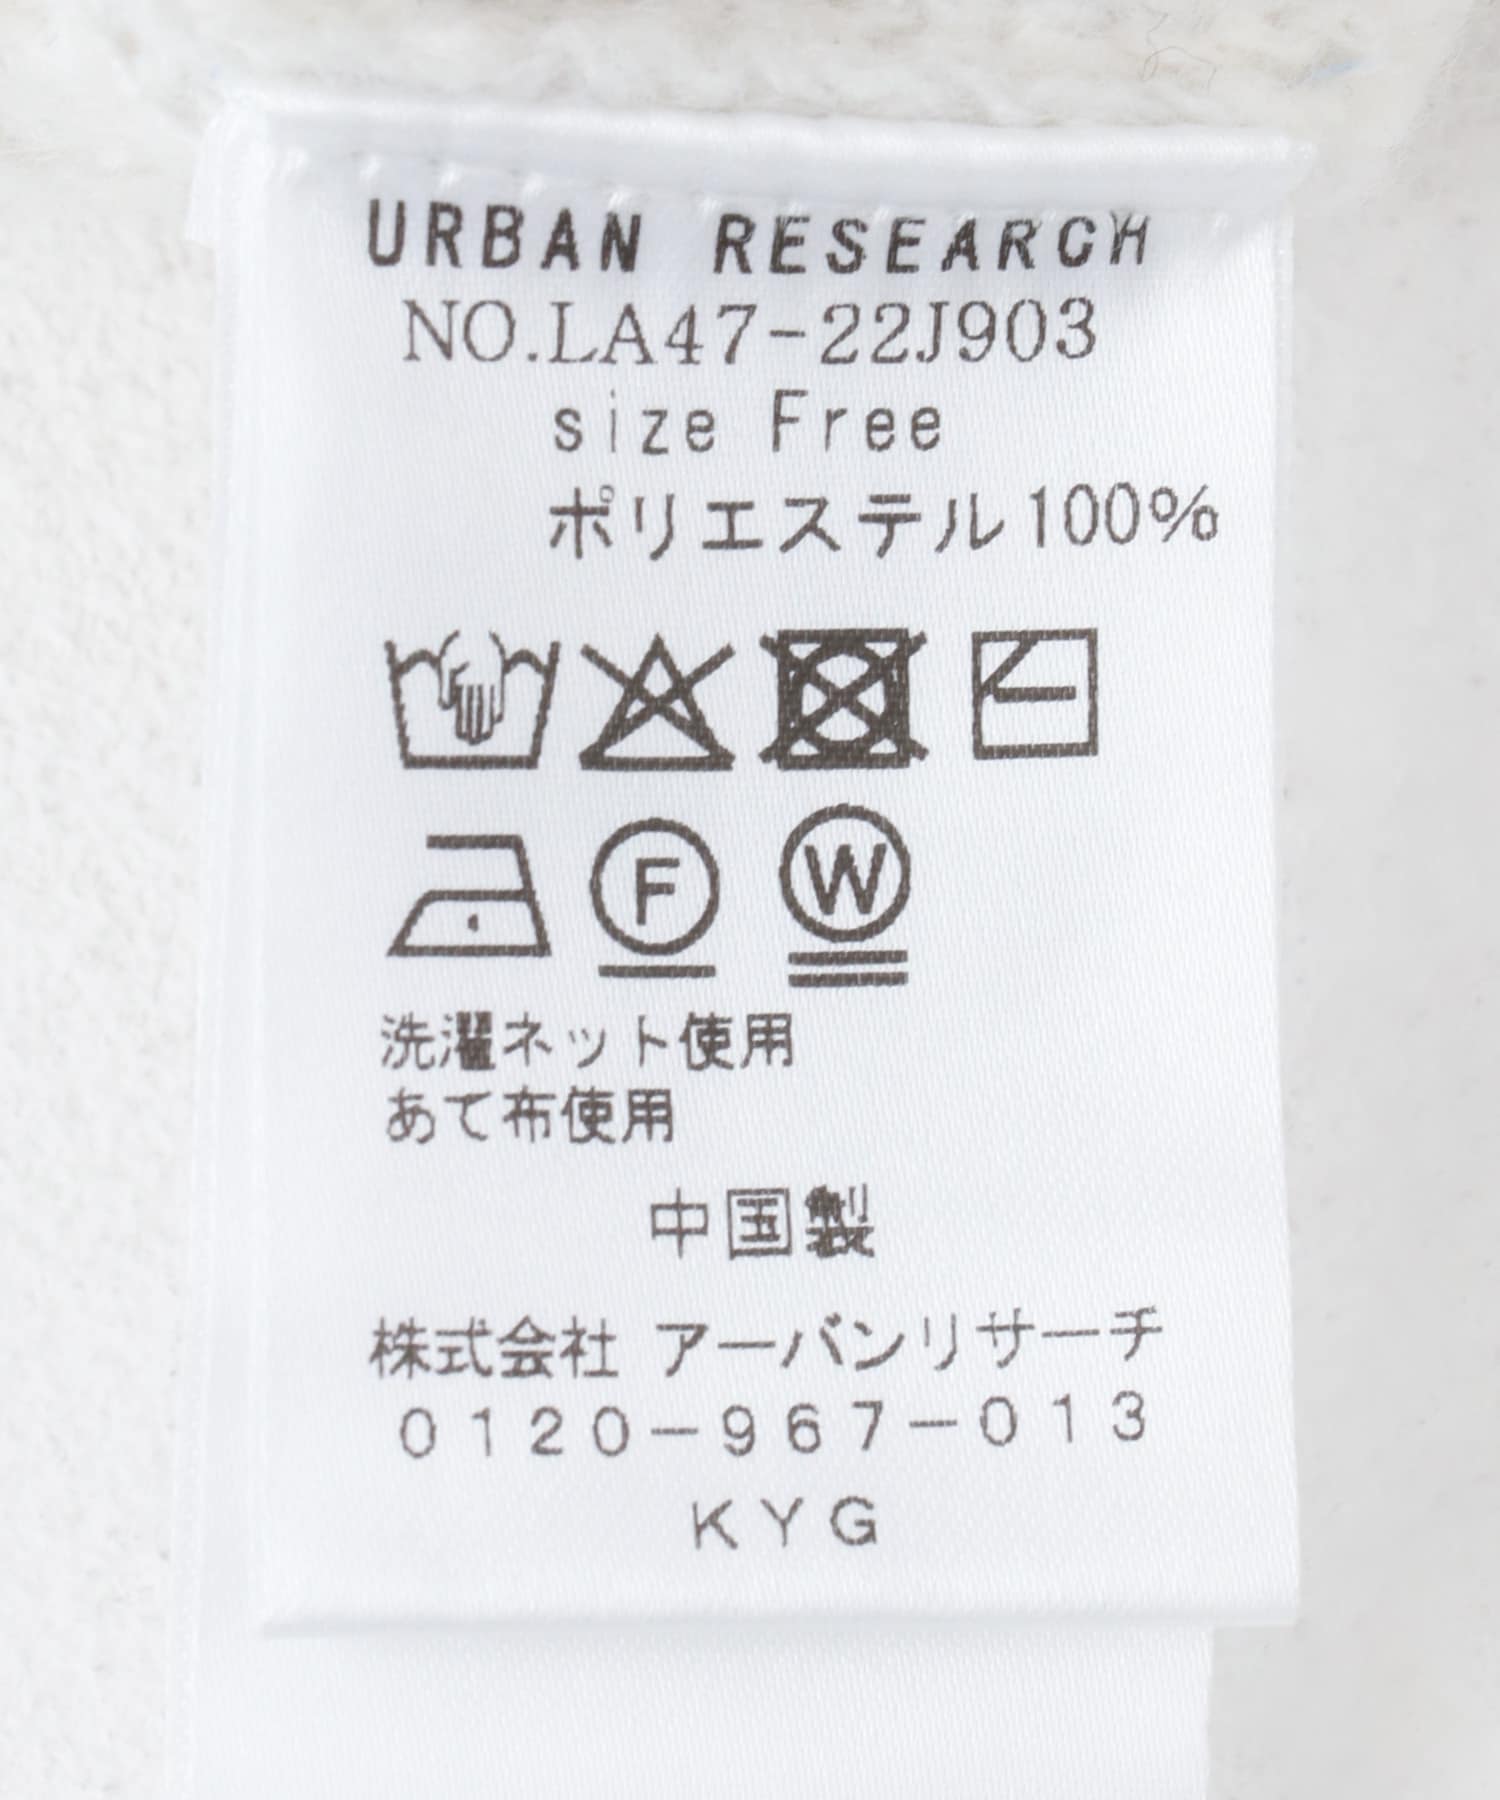 URBAN RESEARCH
NO.LA47-22J903
size Free
ポリエステル100%
F W
洗濯ネット使用
あて布使用
中国製
株式会社 アーバンリサーチ
0120-967-013
KYG